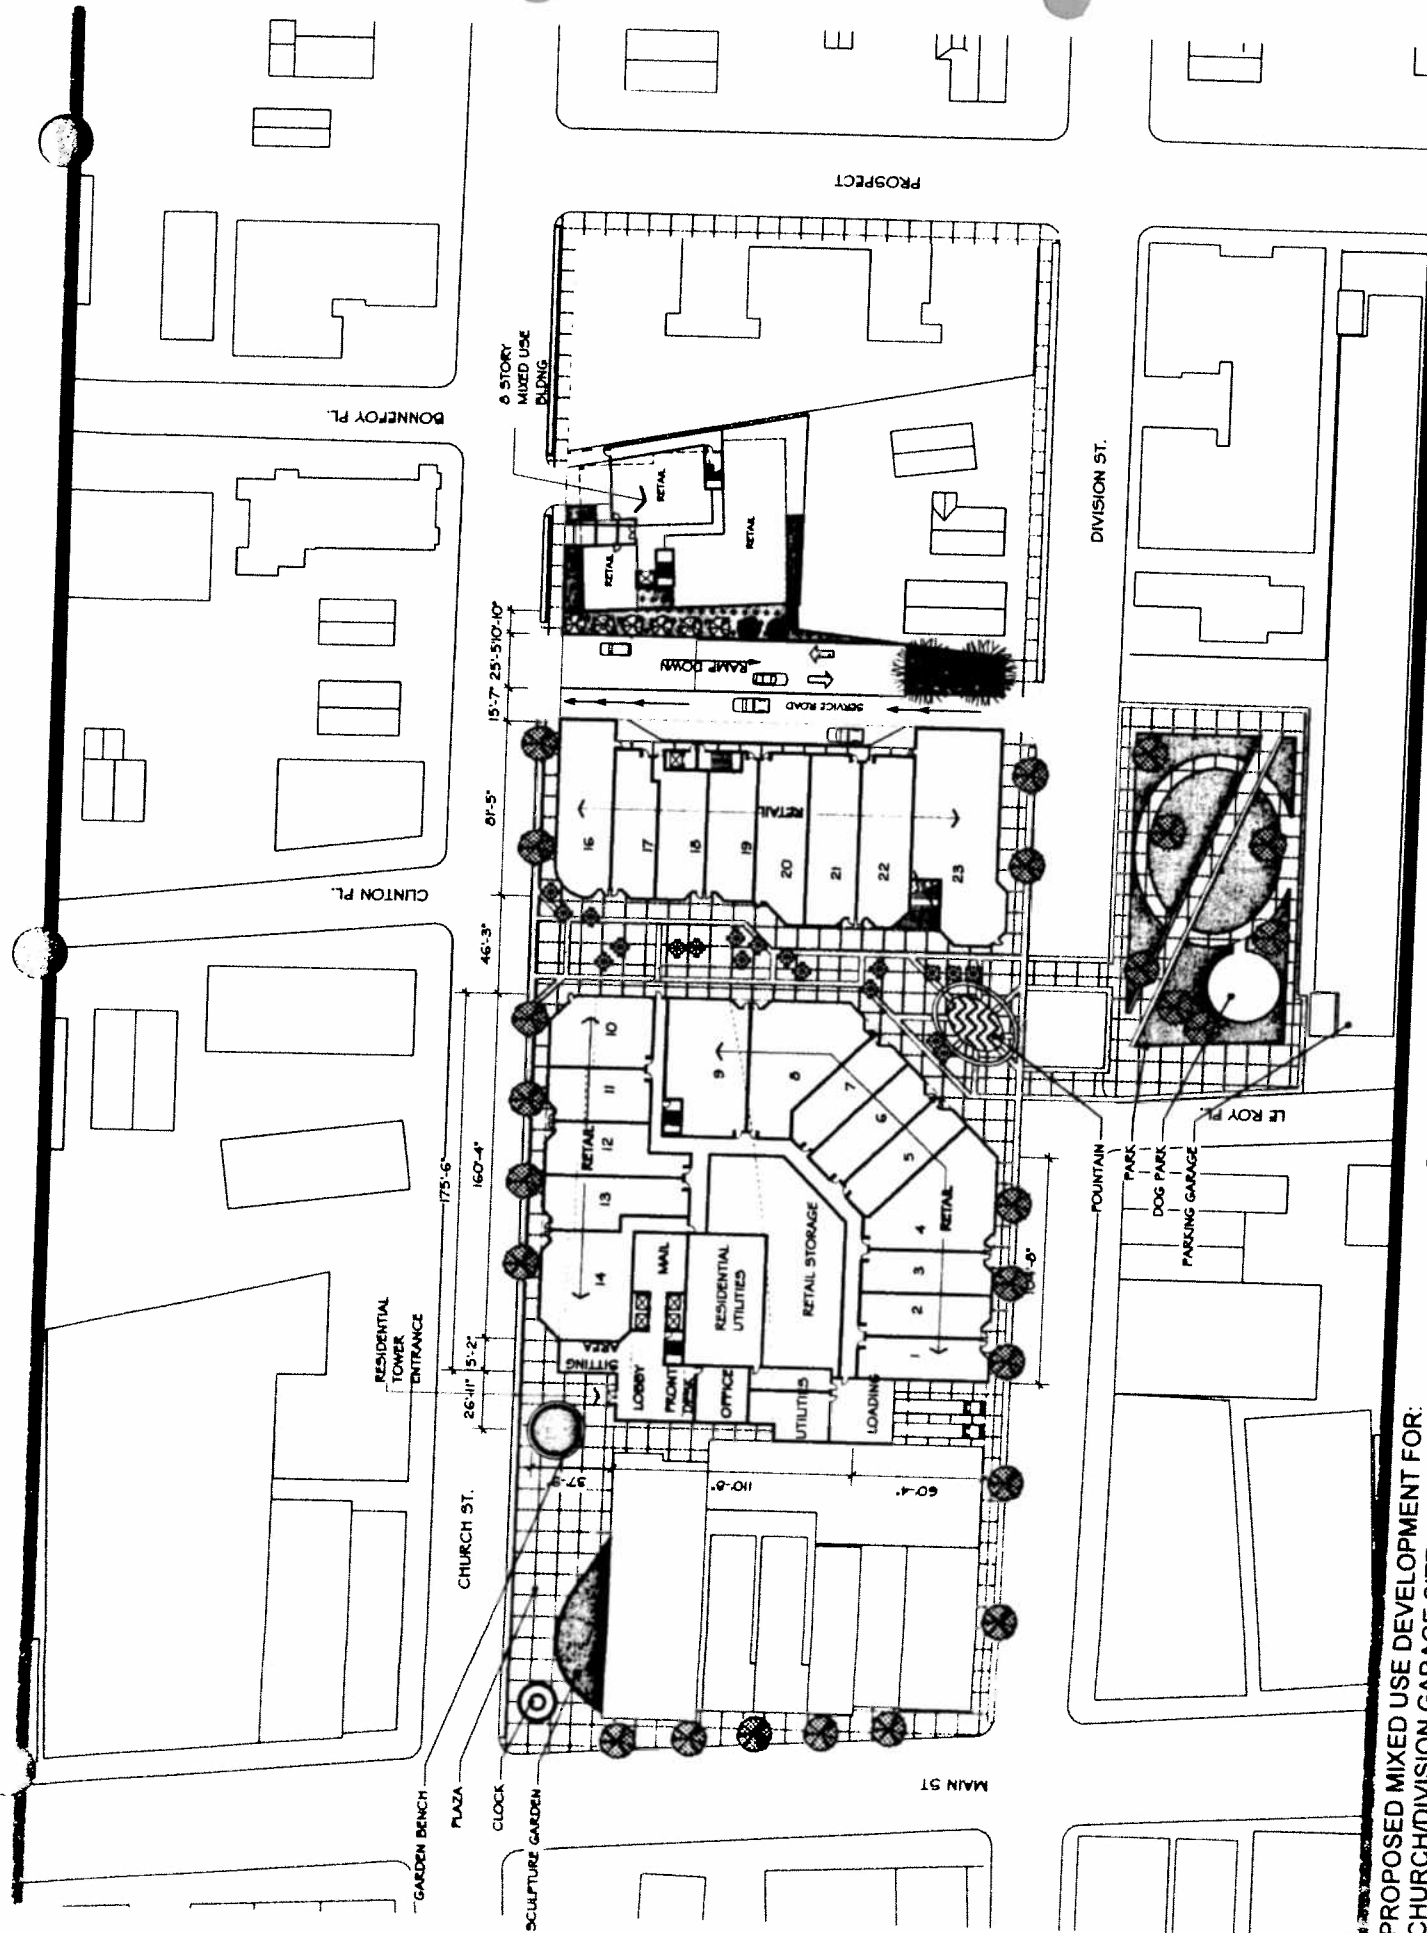 PROSPECT
8 STORY
MIXED USE
BLDNG
BONNEFOY PL.
RETAIL
RETAIL
RETAIL
DIVISION ST.
15'-7"
25'-5"
10'-10"
RAMP DOWN
SERVICE ROAD
81'-5"
RETAIL
16
17
18
19
20
21
22
23
CLINTON PL.
46'-3"
10
11
12
13
14
RETAIL
9
8
7
6
5
4
3
2
1
RETAIL
175'-6"
160'-4"
15'-2"
26'-11"
LE ROY PL.
FOUNTAIN
PARK
DOG PARK
PARKING GARAGE
MAIL
RESIDENTIAL
UTILITIES
RETAIL STORAGE
RESIDENTIAL
TOWER
ENTRANCE
SITTING
AREA
LOBBY
FRONT
DESK
OFFICE
UTILITIES
LOADING
110'-8"
60'-4"
CHURCH ST.
GARDEN BENCH
PLAZA
CLOCK
SCULPTURE GARDEN
MAIN ST
PROPOSED MIXED USE DEVELOPMENT FOR:
CHURCH/DIVISION GARAGE SITE